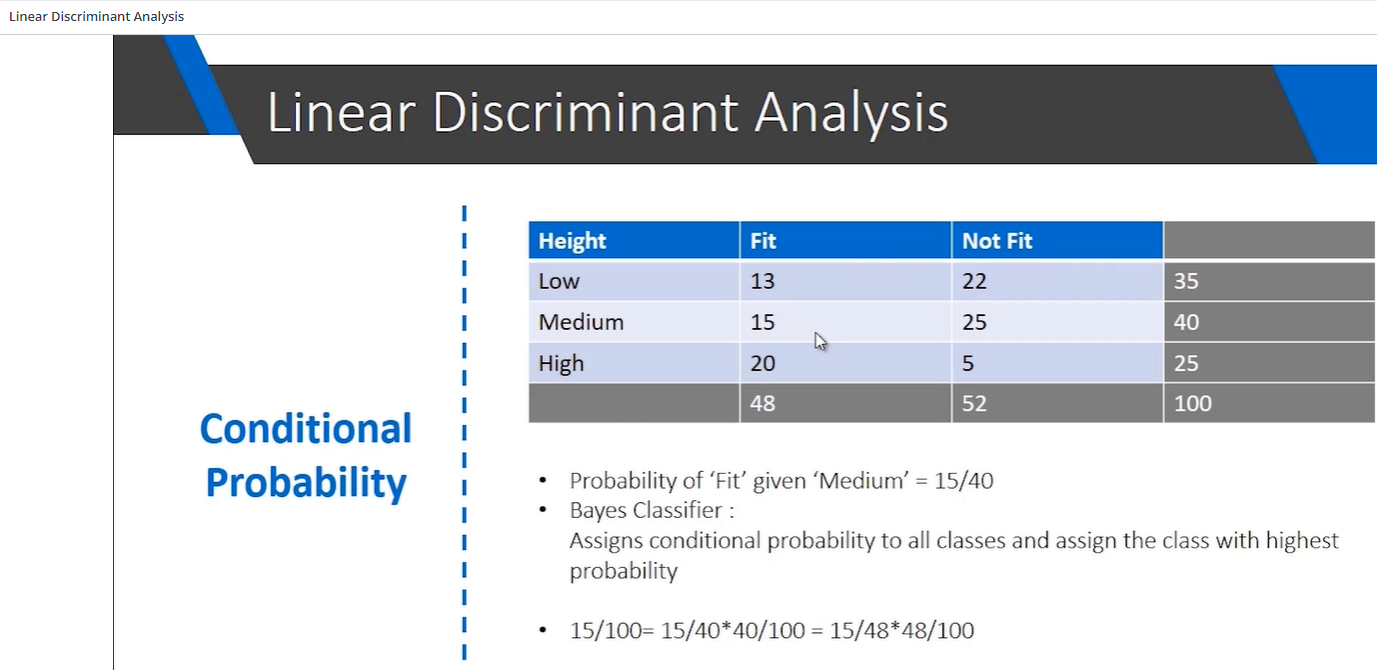 Linear Discriminant Analysis
Linear Discriminant Analysis
Height Fit Not Fit
Low 13 22 35
Medium 15 25 40
High 20 5 25
48 52 100
Conditional
Probability
• Probability of ‘Fit’ given ‘Medium’ = 15/40
• Bayes Classifier :
Assigns conditional probability to all classes and assign the class with highest
probability
• 15/100= 15/40*40/100 = 15/48*48/100